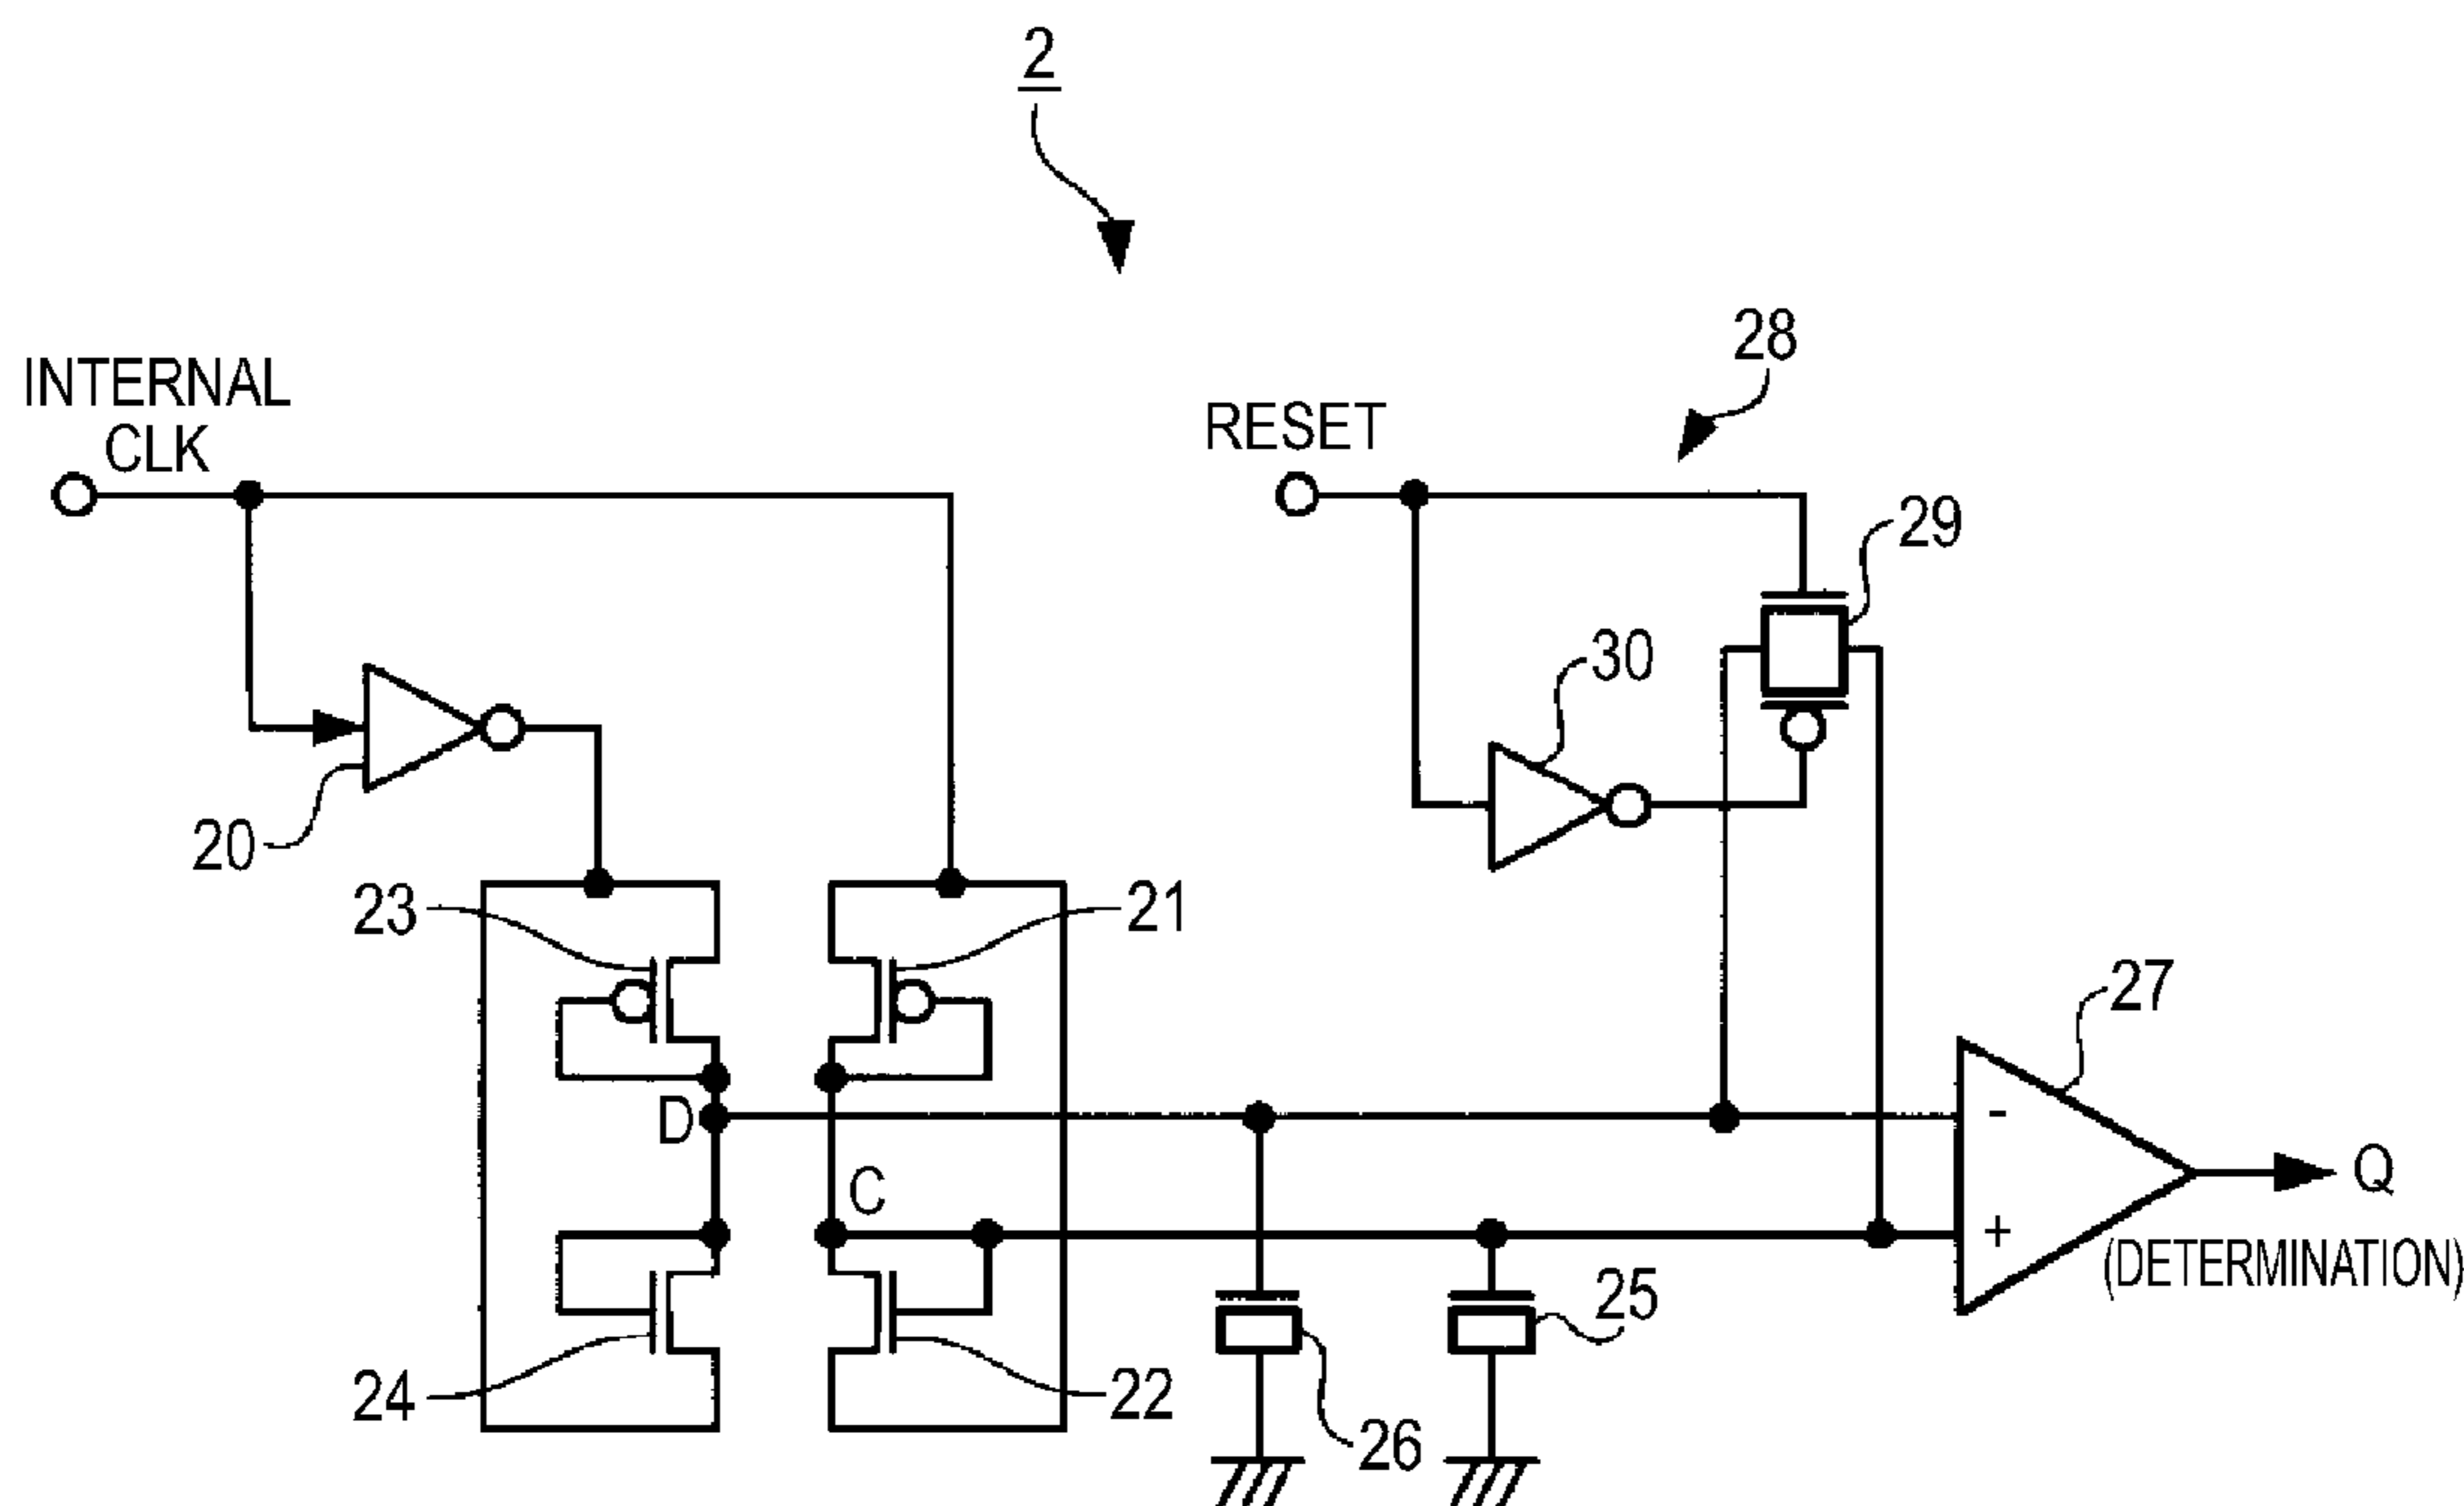 2
28
INTERNAL
CLK
RESET
29
30
20
23
21
27
D
-
C
Q
+
(DETERMINATION)
25
24
22
26